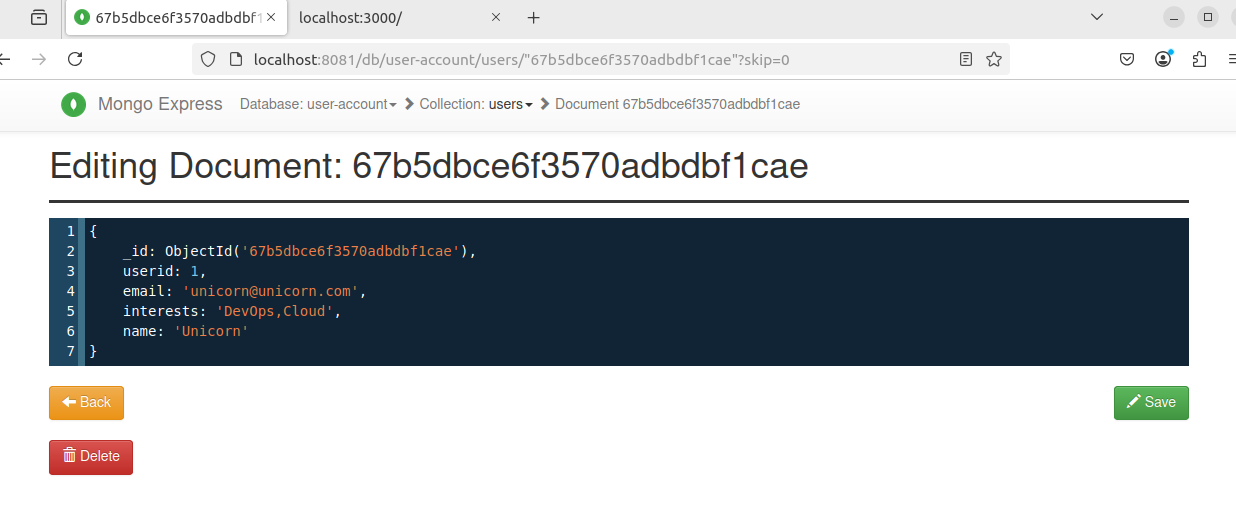 67b5dbce6f3570adbdbf1
localhost:3000/
localhost:8081/db/user-account/users/"67b5dbce6f3570adbdbf1cae"?skip=0
Mongo Express Database: user-account Collection: users Document 67b5dbce6f3570adbdbf1cae
Editing Document: 67b5dbce6f3570adbdbf1cae
1 {
2 _id: ObjectId('67b5dbce6f3570adbdbf1cae'),
3 userid: 1,
4 email: 'unicorn@unicorn.com',
5 interests: 'DevOps,Cloud',
6 name: 'Unicorn'
7 }
Back
Save
Delete